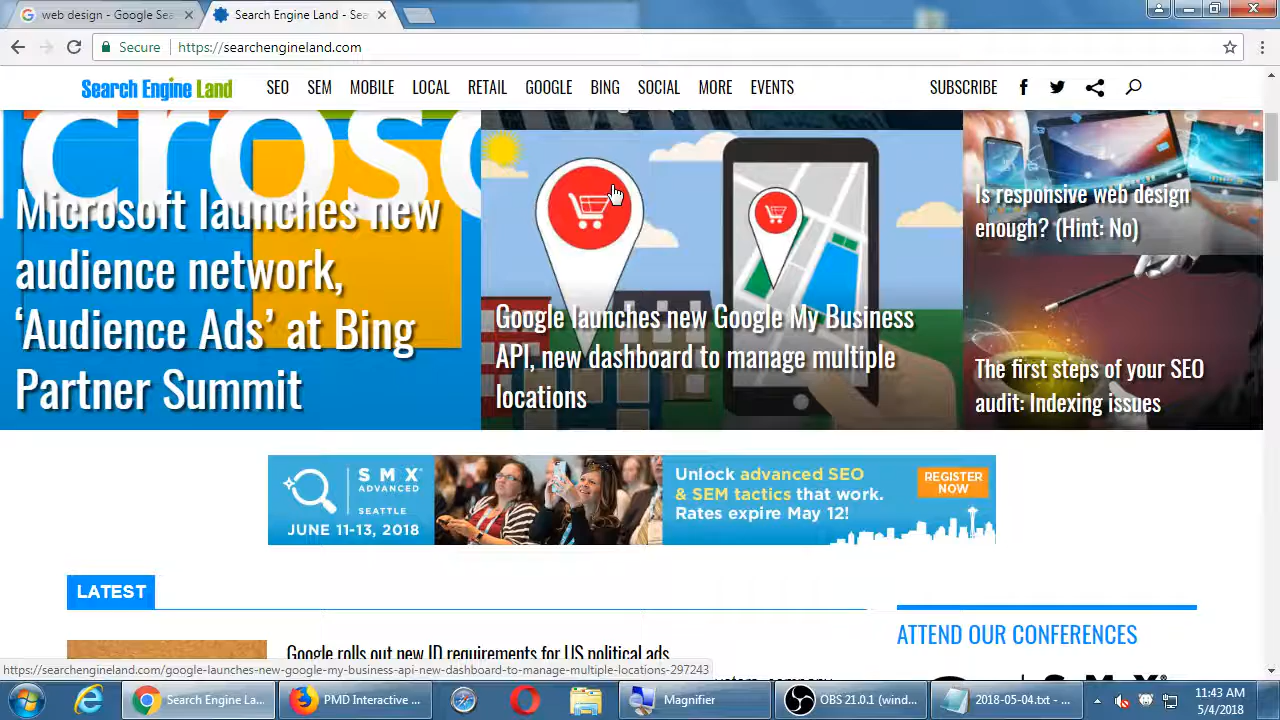 web design - Google Sea
Search Engine Land - Sea
Secure
https://searchengineland.com
Search Engine Land
SEO
SEM
MOBILE
LOCAL
RETAIL
GOOGLE
BING
SOCIAL
MORE
EVENTS
SUBSCRIBE
Microsoft launches new
audience network,
‘Audience Ads’ at Bing
Partner Summit
Google launches new Google My Business
API, new dashboard to manage multiple
locations
Is responsive web design
enough? (Hint: No)
The first steps of your SEO
audit: Indexing issues
SMX
ADVANCED
SEATTLE
JUNE 11-13, 2018
Unlock advanced SEO
& SEM tactics that work.
Rates expire May 12!
REGISTER
NOW
LATEST
Google rolls out new ID requirements for US political ads
ATTEND OUR CONFERENCES
https://searchengineland.com/google-launches-new-google-my-business-api-new-dashboard-to-manage-multiple-locations-297243
Search Engine La...
PMD Interactive ...
Magnifier
OBS 21.0.1 (wind...
2018-05-04.txt - ...
11:43 AM
5/4/2018